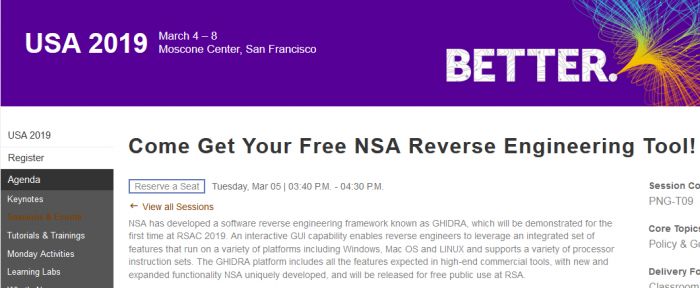 USA 2019
March 4 – 8
Moscone Center, San Francisco
BETTER.
USA 2019
Register
Agenda
Keynotes
Sessions & Events
Tutorials & Trainings
Monday Activities
Learning Labs
Come Get Your Free NSA Reverse Engineering Tool!
Reserve a Seat
Tuesday, Mar 05 | 03:40 P.M. - 04:30 P.M.
← View all Sessions
NSA has developed a software reverse engineering framework known as GHIDRA, which will be demonstrated for the
first time at RSAC 2019. An interactive GUI capability enables reverse engineers to leverage an integrated set of
features that run on a variety of platforms including Windows, Mac OS and LINUX and supports a variety of processor
instruction sets. The GHIDRA platform includes all the features expected in high-end commercial tools, with new and
expanded functionality NSA uniquely developed, and will be released for free public use at RSA.
Session Co
PNG-T09
Core Topics
Policy & Ge
Delivery Fo
Classroom